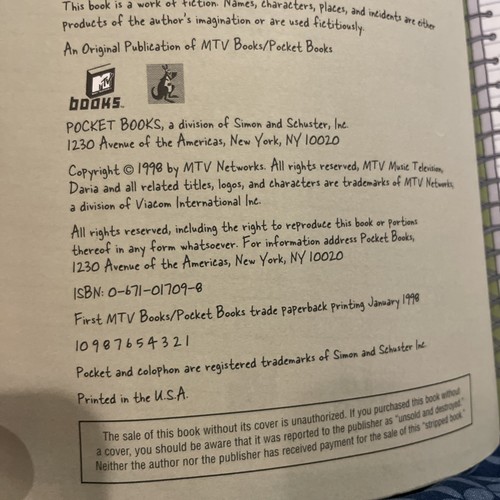 This book is a work of fiction. Names, characters, places, and incidents are either
products of the author's imagination or are used fictitiously.
An Original Publication of MTV Books/Pocket Books
MTV
books™
POCKET BOOKS, a division of Simon and Schuster, Inc.
1230 Avenue of the Americas, New York, NY 10020
Copyright © 1998 by MTV Networks. All rights reserved, MTV Music Television,
Daria and all related titles, logos, and characters are trademarks of MTV Networks,
a division of Viacom International Inc.
All rights reserved, including the right to reproduce this book or portions
thereof in any form whatsoever. For information address Pocket Books,
1230 Avenue of the Americas, New York, NY 10020
ISBN: 0-671-01709-8
First MTV Books/Pocket Books trade paperback printing January 1998
10 9 8 7 6 5 4 3 2 1
Pocket and colophon are registered trademarks of Simon and Schuster Inc.
Printed in the U.S.A.
The sale of this book without its cover is unauthorized. If you purchased this book without
a cover, you should be aware that it was reported to the publisher as "unsold and destroyed."
Neither the author nor the publisher has received payment for the sale of this "stripped book."